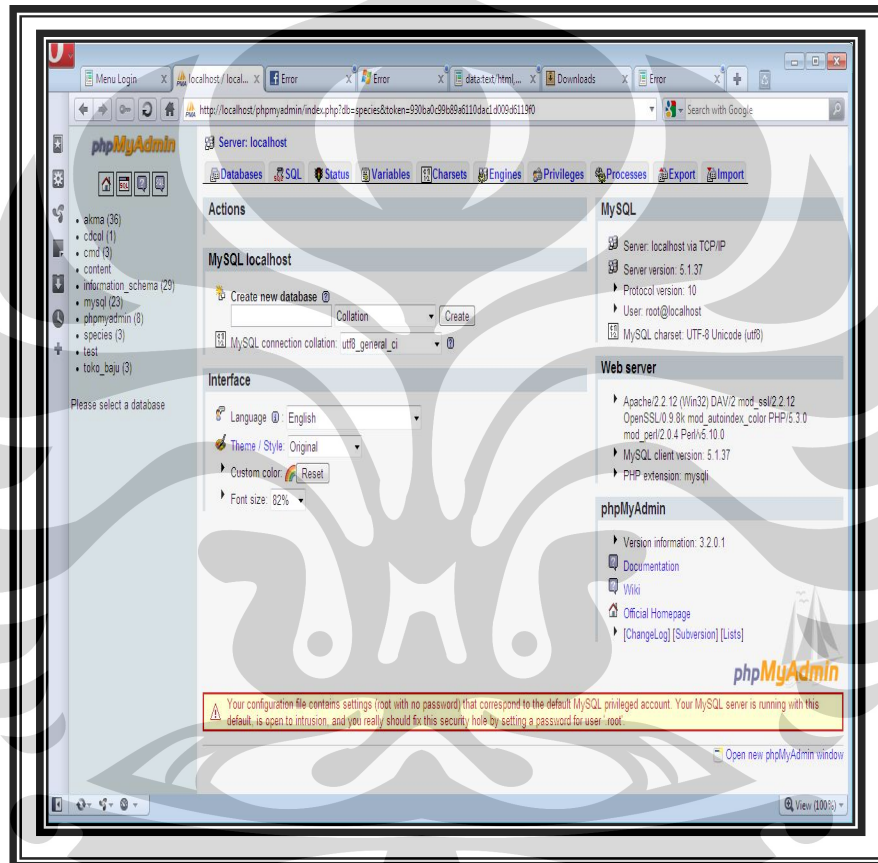 Menu Login
localhost / local...
Error
Error
data:text/html,...
Downloads
Error
http://localhost/phpmyadmin/index.php?db=species&token=930ba0c99b89a6110dac1d009d6119f0
Search with Google
phpMyAdmin
akma (36)
cdcol (1)
cmd (3)
content
information_schema (29)
mysql (23)
phpmyadmin (8)
species (3)
test
toko_baju (3)
Please select a database
Server: localhost
Databases SQL Status Variables Charsets Engines Privileges Processes Export Import
Actions
MySQL localhost
Create new database
Collation
Create
MySQL connection collation: utf8_general_ci
Interface
Language : English
Theme / Style: Original
Custom color: Reset
Font size: 82%
MySQL
Server: localhost via TCP/IP
Server version: 5.1.37
Protocol version: 10
User: root@localhost
MySQL charset: UTF-8 Unicode (utf8)
Web server
Apache/2.2.12 (Win32) DAV/2 mod_ssl/2.2.12
OpenSSL/0.9.8k mod_autoindex_color PHP/5.3.0
mod_perl/2.0.4 Perl/v5.10.0
MySQL client version: 5.1.37
PHP extension: mysqli
phpMyAdmin
Version information: 3.2.0.1
Documentation
Wiki
Official Homepage
[ChangeLog] [Subversion] [Lists]
phpMyAdmin
Your configuration file contains settings (root with no password) that correspond to the default MySQL privileged account. Your MySQL server is running with this
default, is open to intrusion, and you really should fix this security hole by setting a password for user 'root'.
Open new phpMyAdmin window
View (100%)